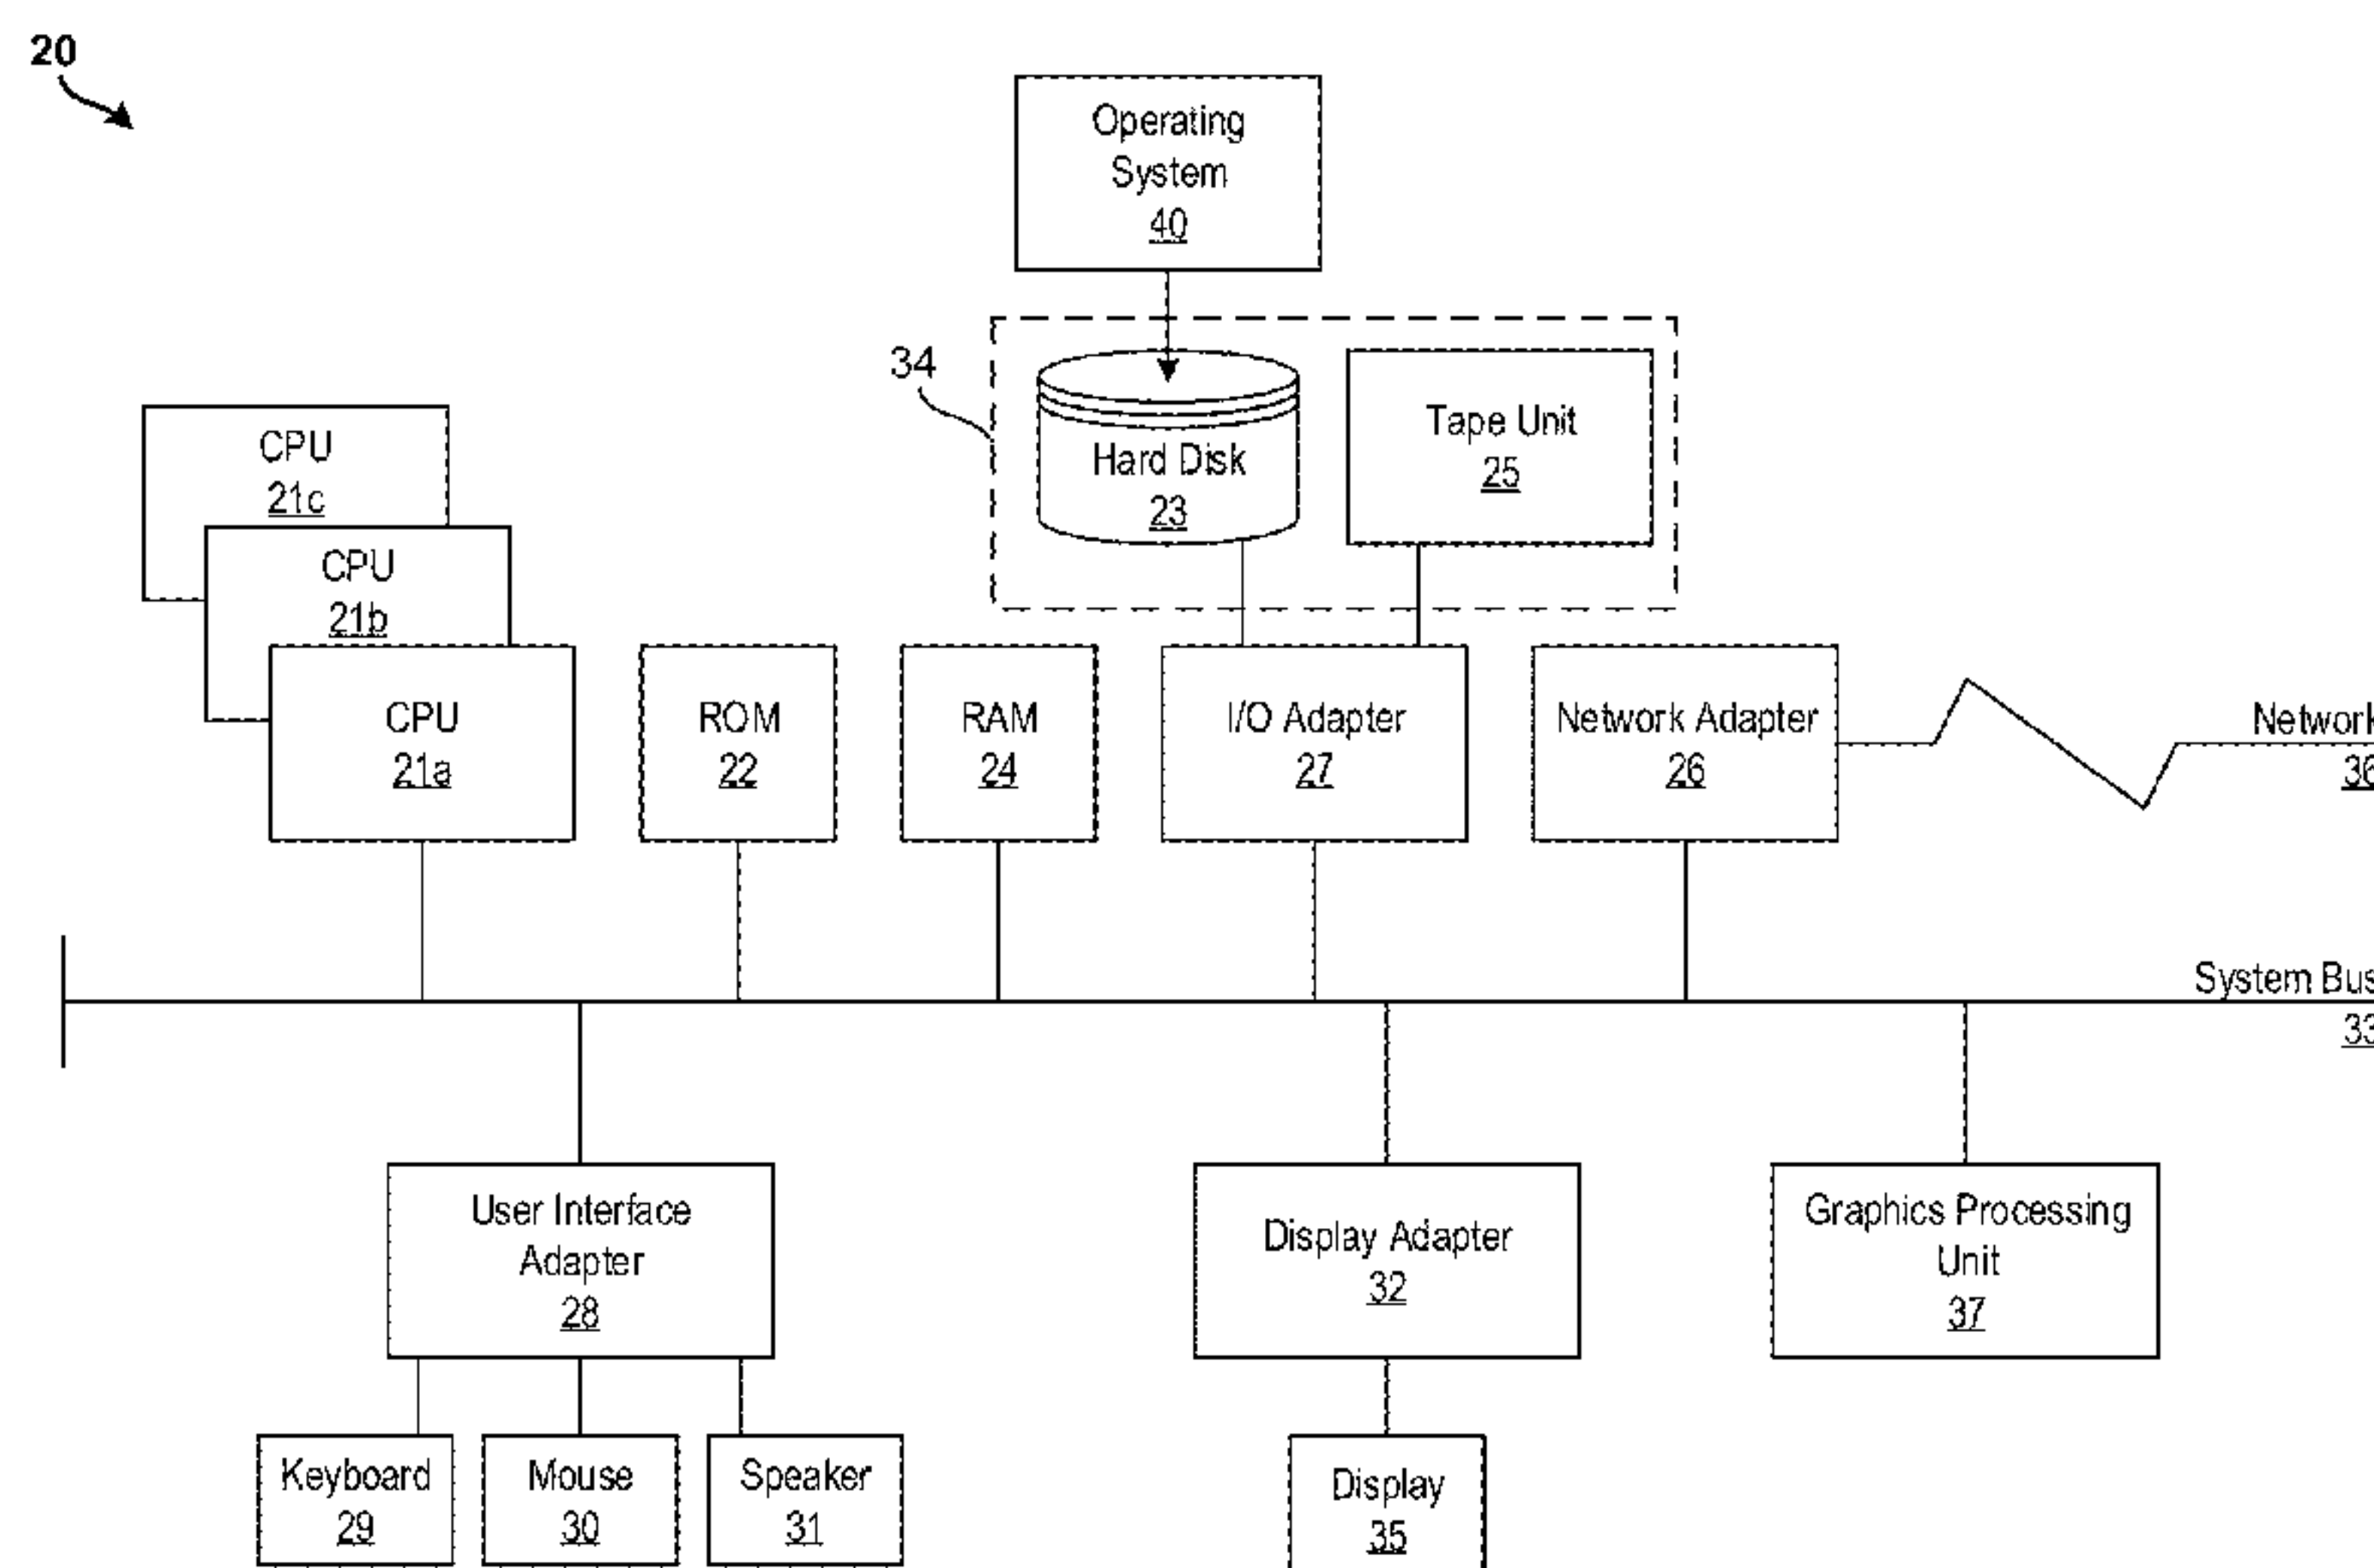 20
Operating
System
40
34
Hard Disk
23
Tape Unit
25
CPU
21c
CPU
21b
CPU
21a
ROM
22
RAM
24
I/O Adapter
27
Network Adapter
26
Network
36
System Bus
33
User Interface
Adapter
28
Display Adapter
32
Graphics Processing
Unit
37
Keyboard
29
Mouse
30
Speaker
31
Display
35